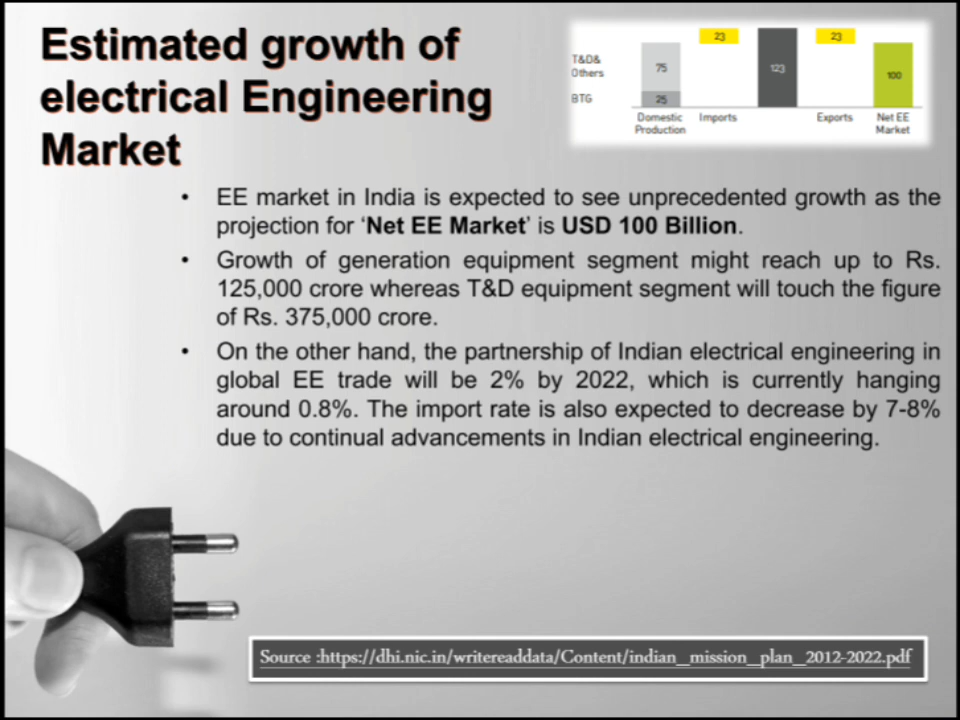 Estimated growth of
electrical Engineering
Market
T&D&
Others
BTG
75
25
23
123
23
100
Domestic
Production
Imports
Exports
Net EE
Market
• EE market in India is expected to see unprecedented growth as the
projection for ‘Net EE Market’ is USD 100 Billion.
• Growth of generation equipment segment might reach up to Rs.
125,000 crore whereas T&D equipment segment will touch the figure
of Rs. 375,000 crore.
• On the other hand, the partnership of Indian electrical engineering in
global EE trade will be 2% by 2022, which is currently hanging
around 0.8%. The import rate is also expected to decrease by 7-8%
due to continual advancements in Indian electrical engineering.
Source :https://dhi.nic.in/writereaddata/Content/indian_mission_plan_2012-2022.pdf